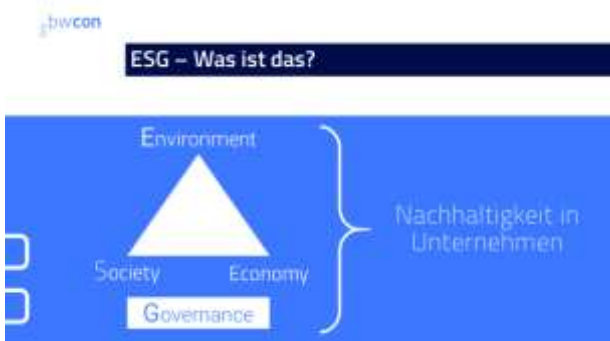 bwcon
ESG – Was ist das?
Environment
Society
Economy
Governance
Nachhaltigkeit in
Unternehmen